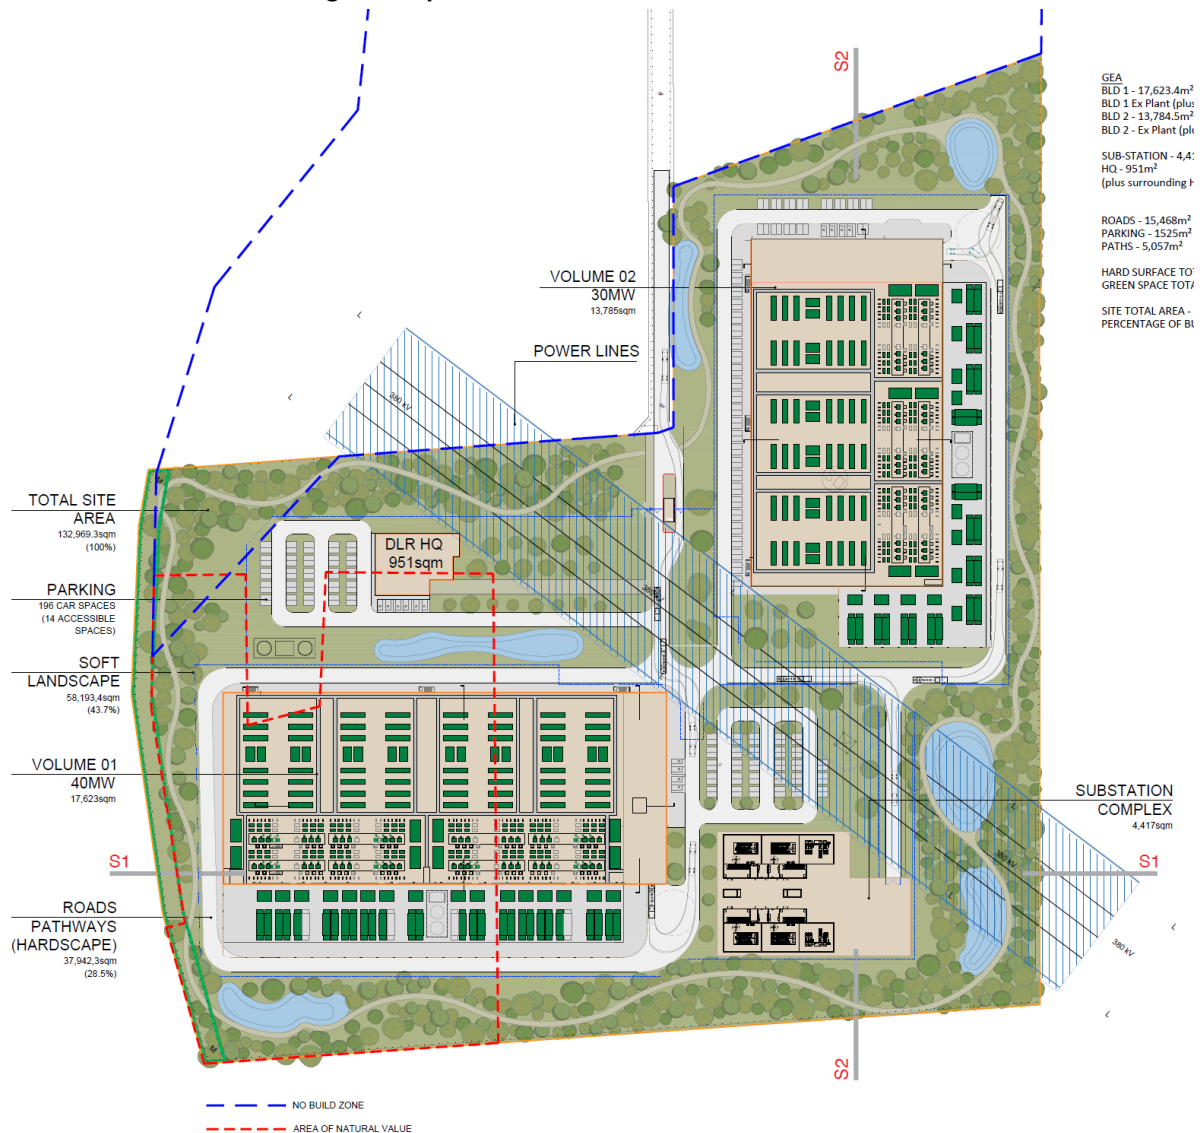 S2
GEA
BLD 1 - 17,623.4m²
BLD 1 Ex Plant (plus
BLD 2 - 13,784.5m²
BLD 2 - Ex Plant (plu
SUB-STATION - 4,41
HQ - 951m²
(plus surrounding H
ROADS - 15,468m²
PARKING - 1525m²
PATHS - 5,057m²
HARD SURFACE TOT
GREEN SPACE TOTA
SITE TOTAL AREA -
PERCENTAGE OF BU
VOLUME 02
30MW
13,785sqm
POWER LINES
380 kV
TOTAL SITE
AREA
132,969.3sqm
(100%)
DLR HQ
951sqm
PARKING
196 CAR SPACES
(14 ACCESSIBLE
SPACES)
SOFT
LANDSCAPE
58,193,4sqm
(43.7%)
VOLUME 01
40MW
17,623sqm
SUBSTATION
COMPLEX
4,417sqm
380 kV
380 kV
S1
S1
ROADS
PATHWAYS
(HARDSCAPE)
37,942,3sqm
(28.5%)
S2
NO BUILD ZONE
AREA OF NATURAL VALUE